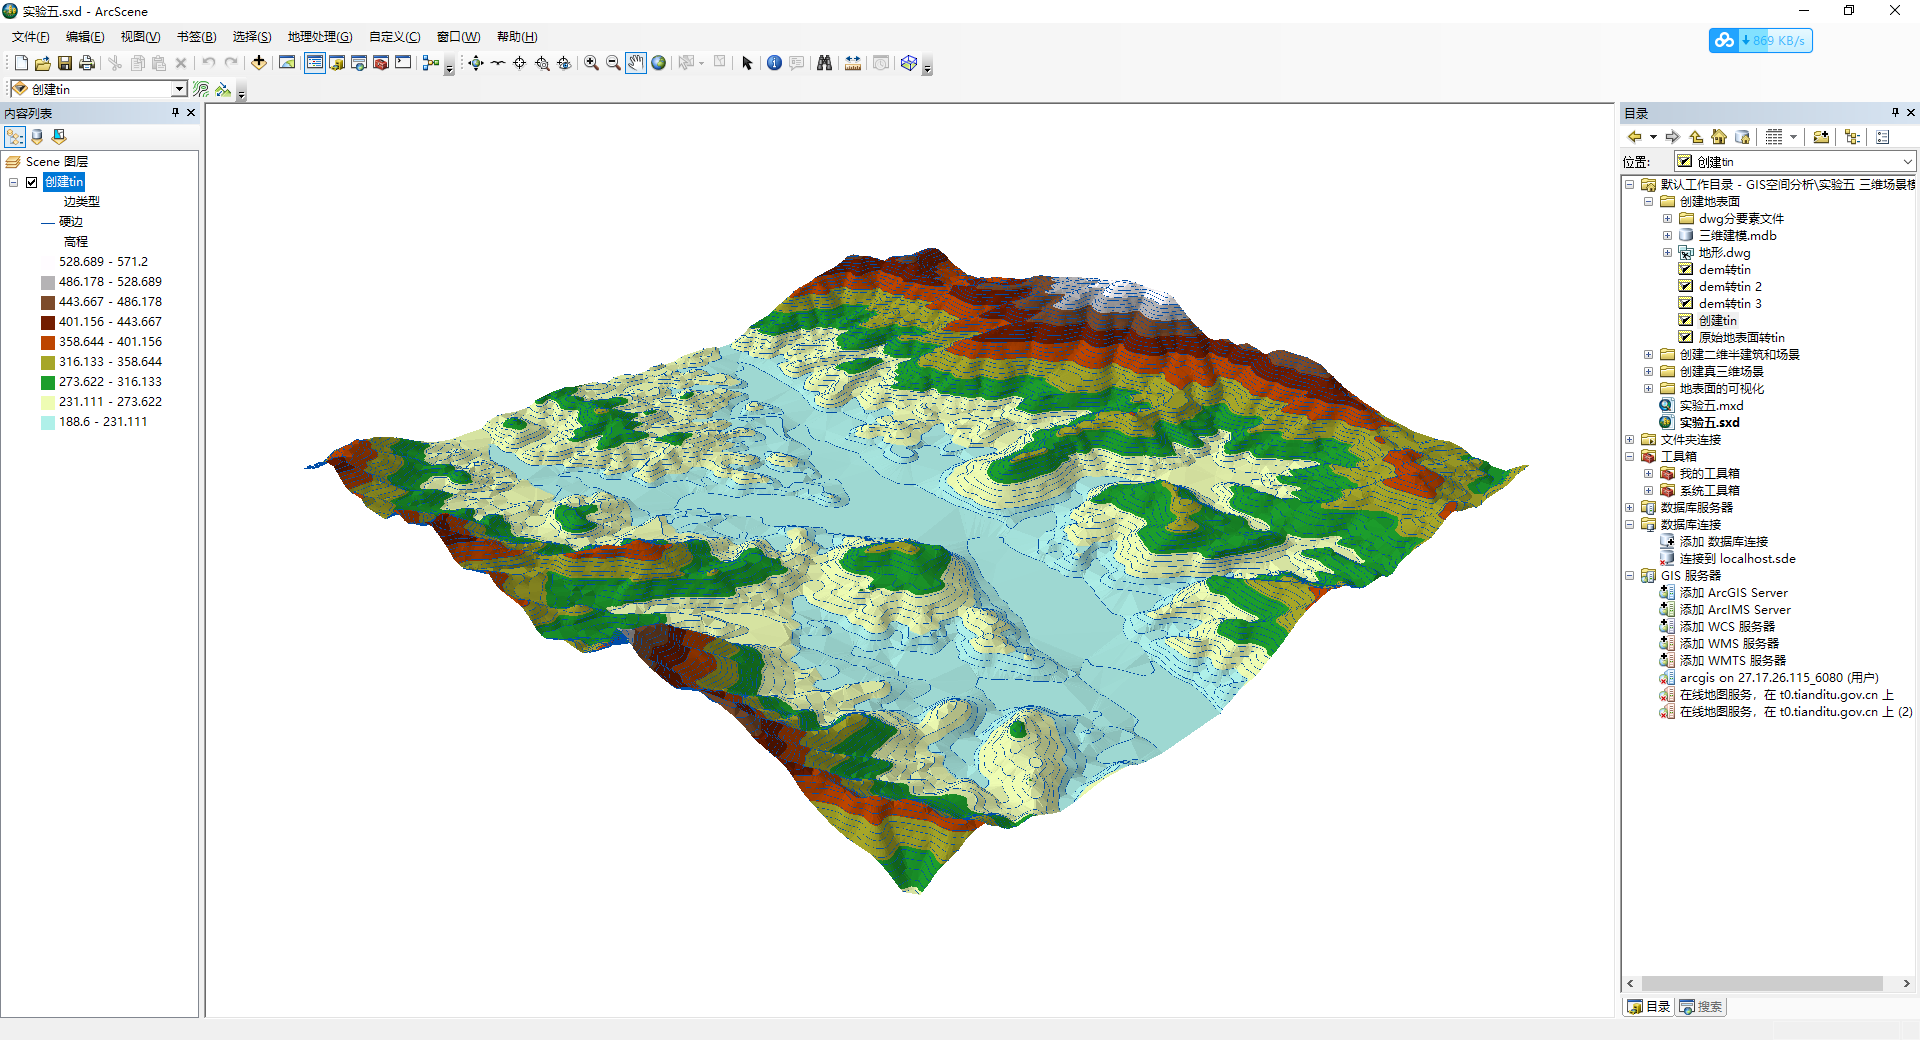 实验五.sxd - ArcScene
文件(F) 编辑(E) 视图(V) 书签(B) 选择(S) 地理处理(G) 自定义(C) 窗口(W) 帮助(H)
869 KB/s
创建tin
内容列表
Scene 图层
创建tin
边类型
硬边
高程
528.689 - 571.2
486.178 - 528.689
443.667 - 486.178
401.156 - 443.667
358.644 - 401.156
316.133 - 358.644
273.622 - 316.133
231.111 - 273.622
188.6 - 231.111
目录
位置: 创建tin
默认工作目录 - GIS空间分析\实验五 三维场景模
创建地表面
dwg分要素文件
三维建模.mdb
地形.dwg
dem转tin
dem转tin 2
dem转tin 3
创建tin
原始地表面转tin
创建二维半建筑和场景
创建真三维场景
地表面的可视化
实验五.mxd
实验五.sxd
文件夹连接
工具箱
我的工具箱
系统工具箱
数据库服务器
数据库连接
添加 数据库连接
连接到 localhost.sde
GIS 服务器
添加 ArcGIS Server
添加 ArcIMS Server
添加 WCS 服务器
添加 WMS 服务器
添加 WMTS 服务器
arcgis on 27.17.26.115_6080 (用户)
在线地图服务，在 t0.tianditu.gov.cn 上
在线地图服务，在 t0.tianditu.gov.cn 上 (2)
目录 搜索